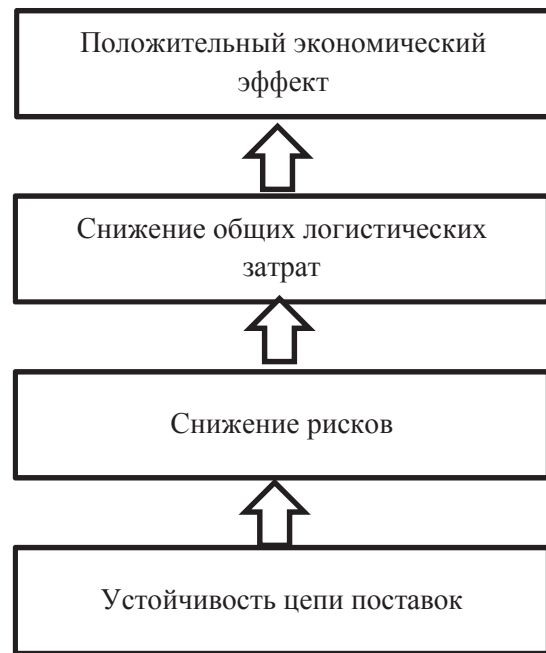 Положительный экономический
эффект
Снижение общих логистических
затрат
Снижение рисков
Устойчивость цепи поставок